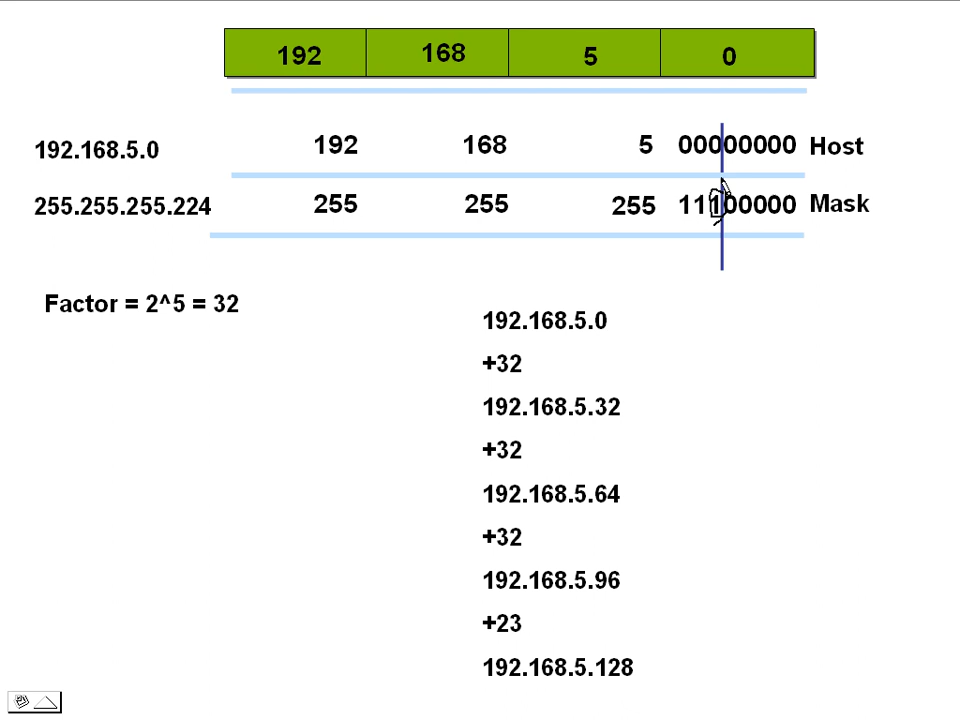 192 168 5 0
192.168.5.0 192 168 5 00000000 Host
255.255.255.224 255 255 255 11100000 Mask
Factor = 2^5 = 32
192.168.5.0
+32
192.168.5.32
+32
192.168.5.64
+32
192.168.5.96
+23
192.168.5.128